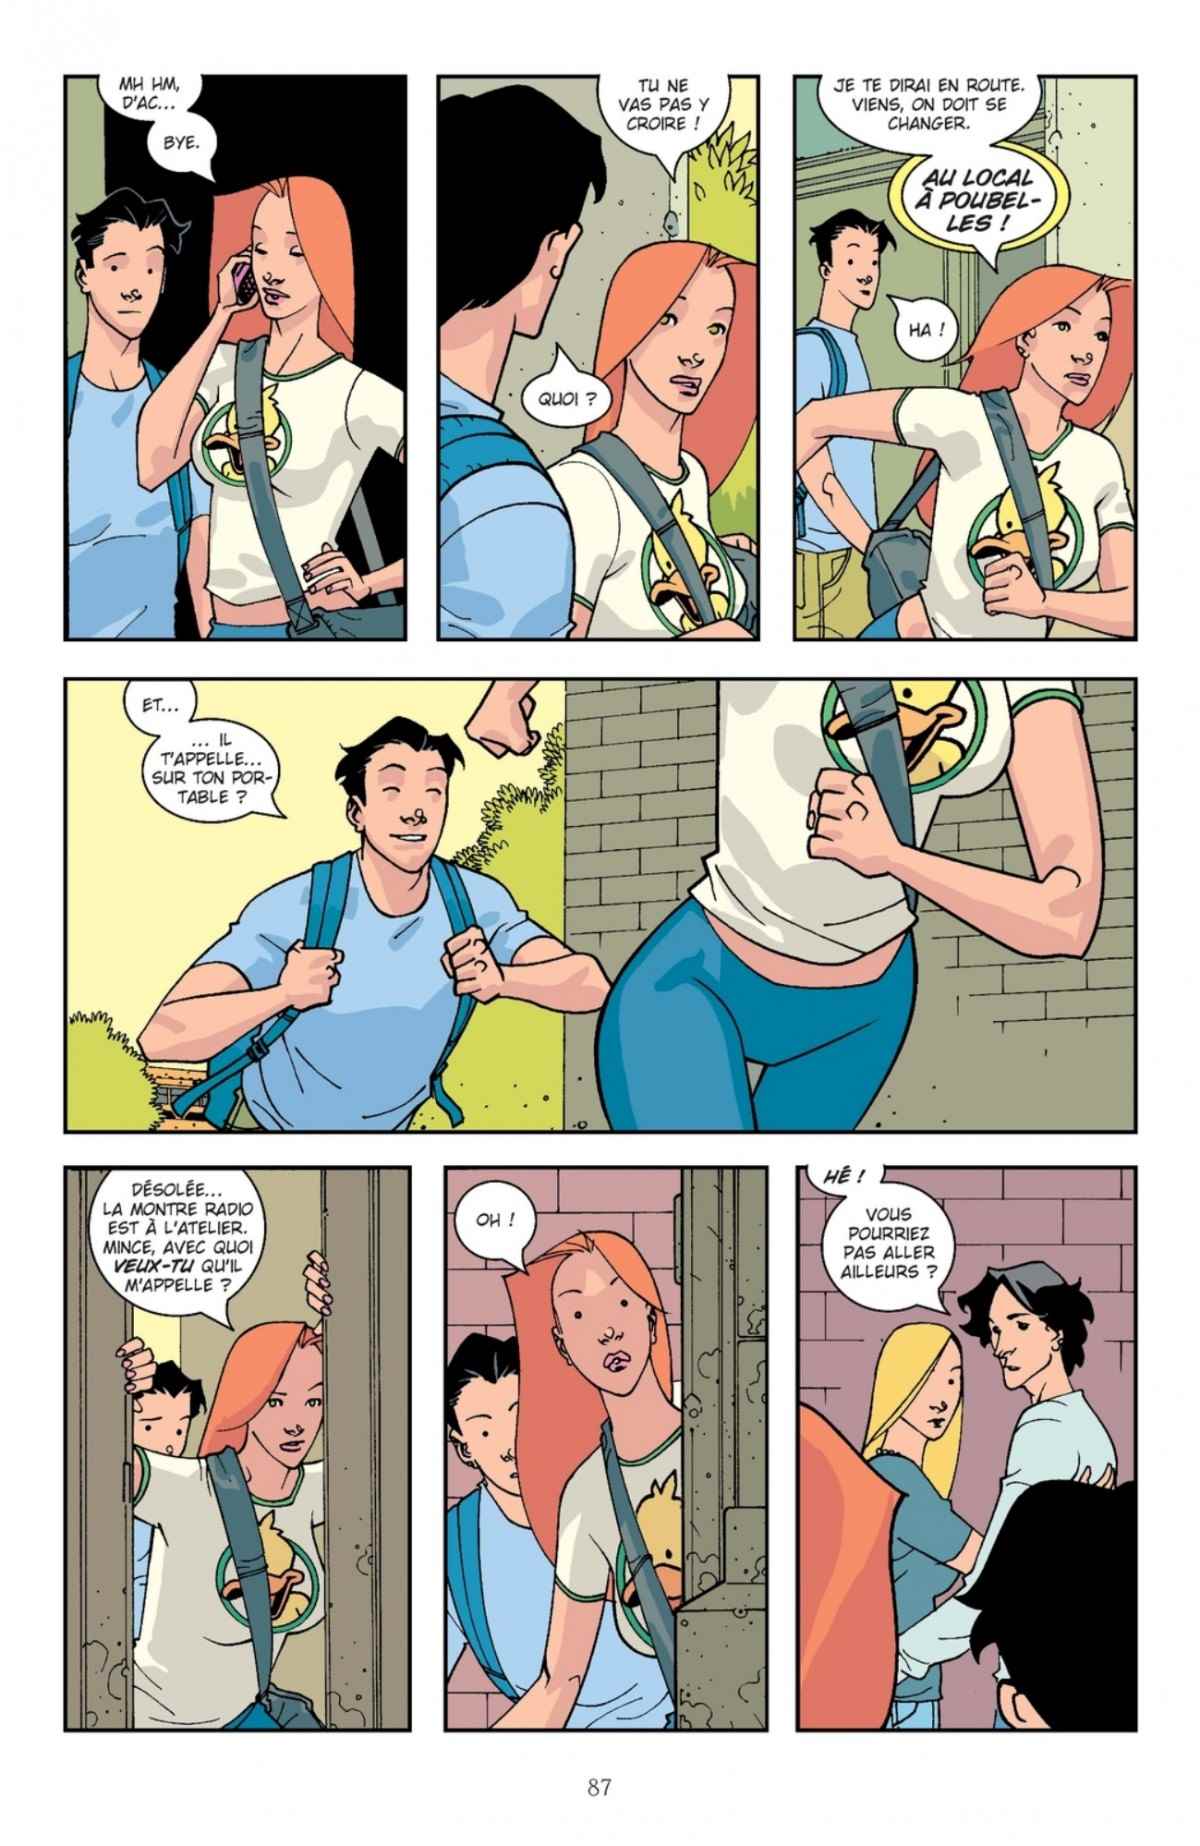 MH HM,
D'AC...
BYE.
TU NE
VAS PAS Y
CROIRE !
QUOI ?
JE TE DIRAI EN ROUTE.
VIENS, ON DOIT SE
CHANGER.
AU LOCAL
À POUBEL-
LES !
HA !
ET...
... IL
T'APPELLE...
SUR TON POR-
TABLE ?
DÉSOLÉE...
LA MONTRE RADIO
EST À L'ATELIER.
MINCE, AVEC QUOI
VEUX-TU QU'IL
M'APPELLE ?
OH !
HÉ !
VOUS
POURRIEZ
PAS ALLER
AILLEURS ?
87